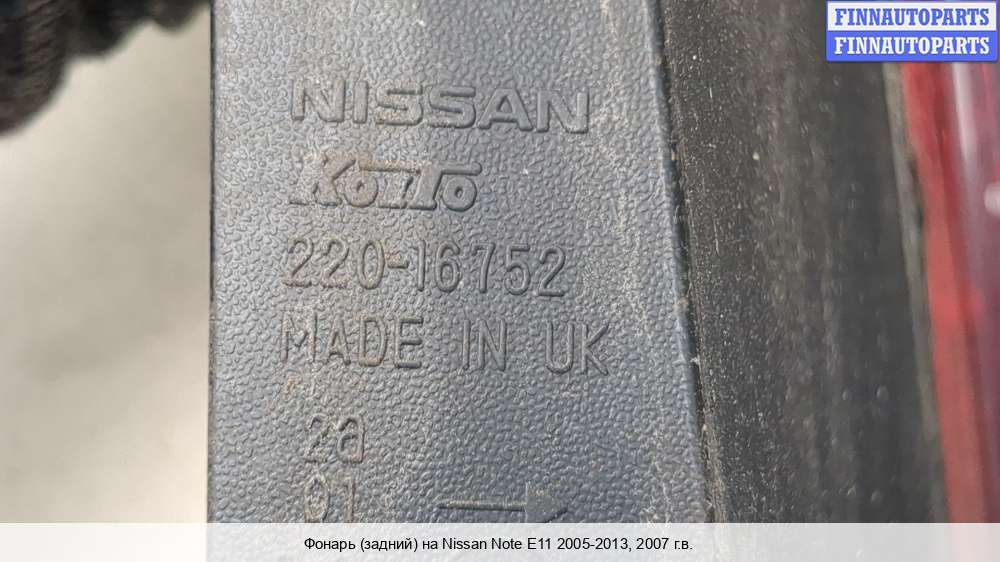 FINNAUTOPARTS
FINNAUTOPARTS
NISSAN
KOITO
220-16752
MADE IN UK
2a
01
Фонарь (задний) на Nissan Note E11 2005-2013, 2007 г.в.